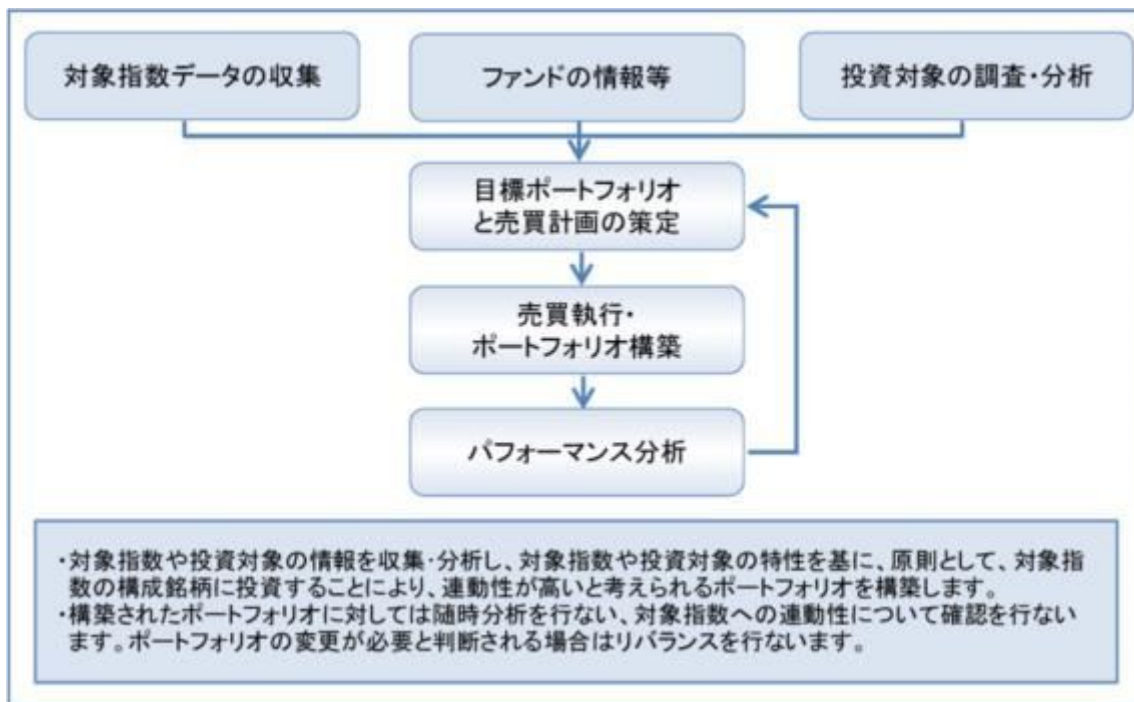 対象指数データの収集
ファンドの情報等
投資対象の調査・分析
目標ポートフォリオ
と売買計画の策定
売買執行・
ポートフォリオ構築
パフォーマンス分析
・対象指数や投資対象の情報を収集・分析し、対象指数や投資対象の特性を基に、原則として、対象指
数の構成銘柄に投資することにより、連動性が高いと考えられるポートフォリオを構築します。
・構築されたポートフォリオに対しては随時分析を行ない、対象指数への連動性について確認を行ない
ます。ポートフォリオの変更が必要と判断される場合はリバランスを行ないます。